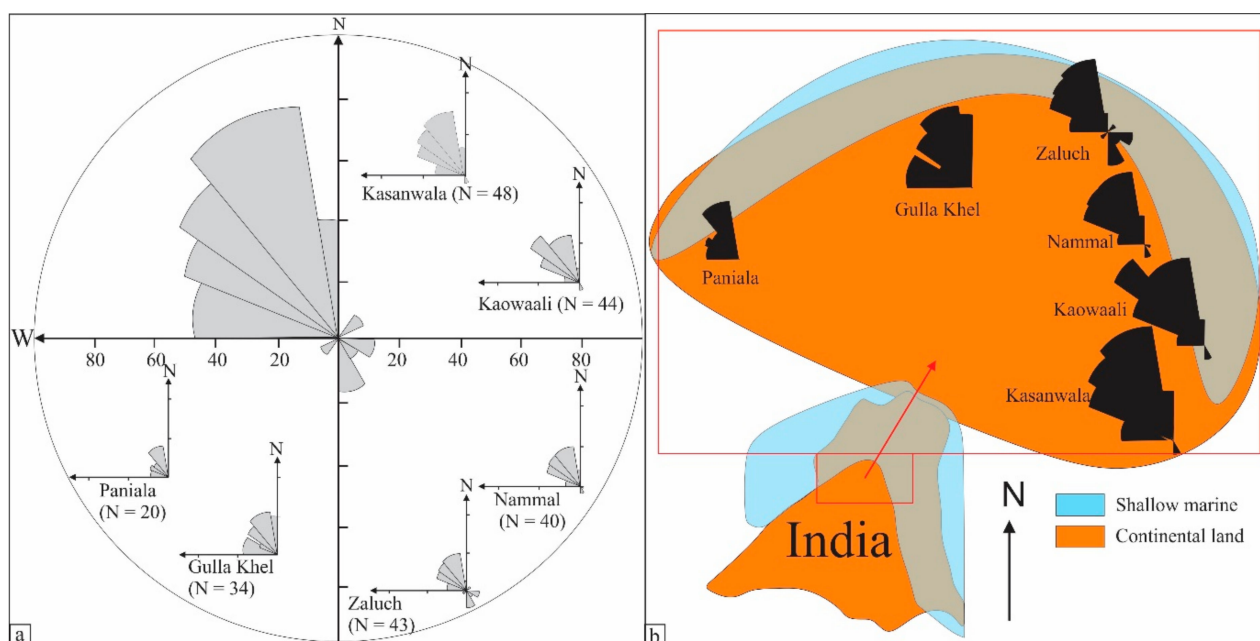 N
N
Kasanwala (N = 48)
N
Kaowaali (N = 44)
W
80
60
40
20
20
40
60
80
N
Paniala
(N = 20)
N
Gulla Khel
(N = 34)
N
Nammal
(N = 40)
N
Zaluch
(N = 43)
a
Zaluch
Gulla Khel
Nammal
Paniala
Kaowaali
Kasanwala
N
Shallow marine
Continental land
India
b